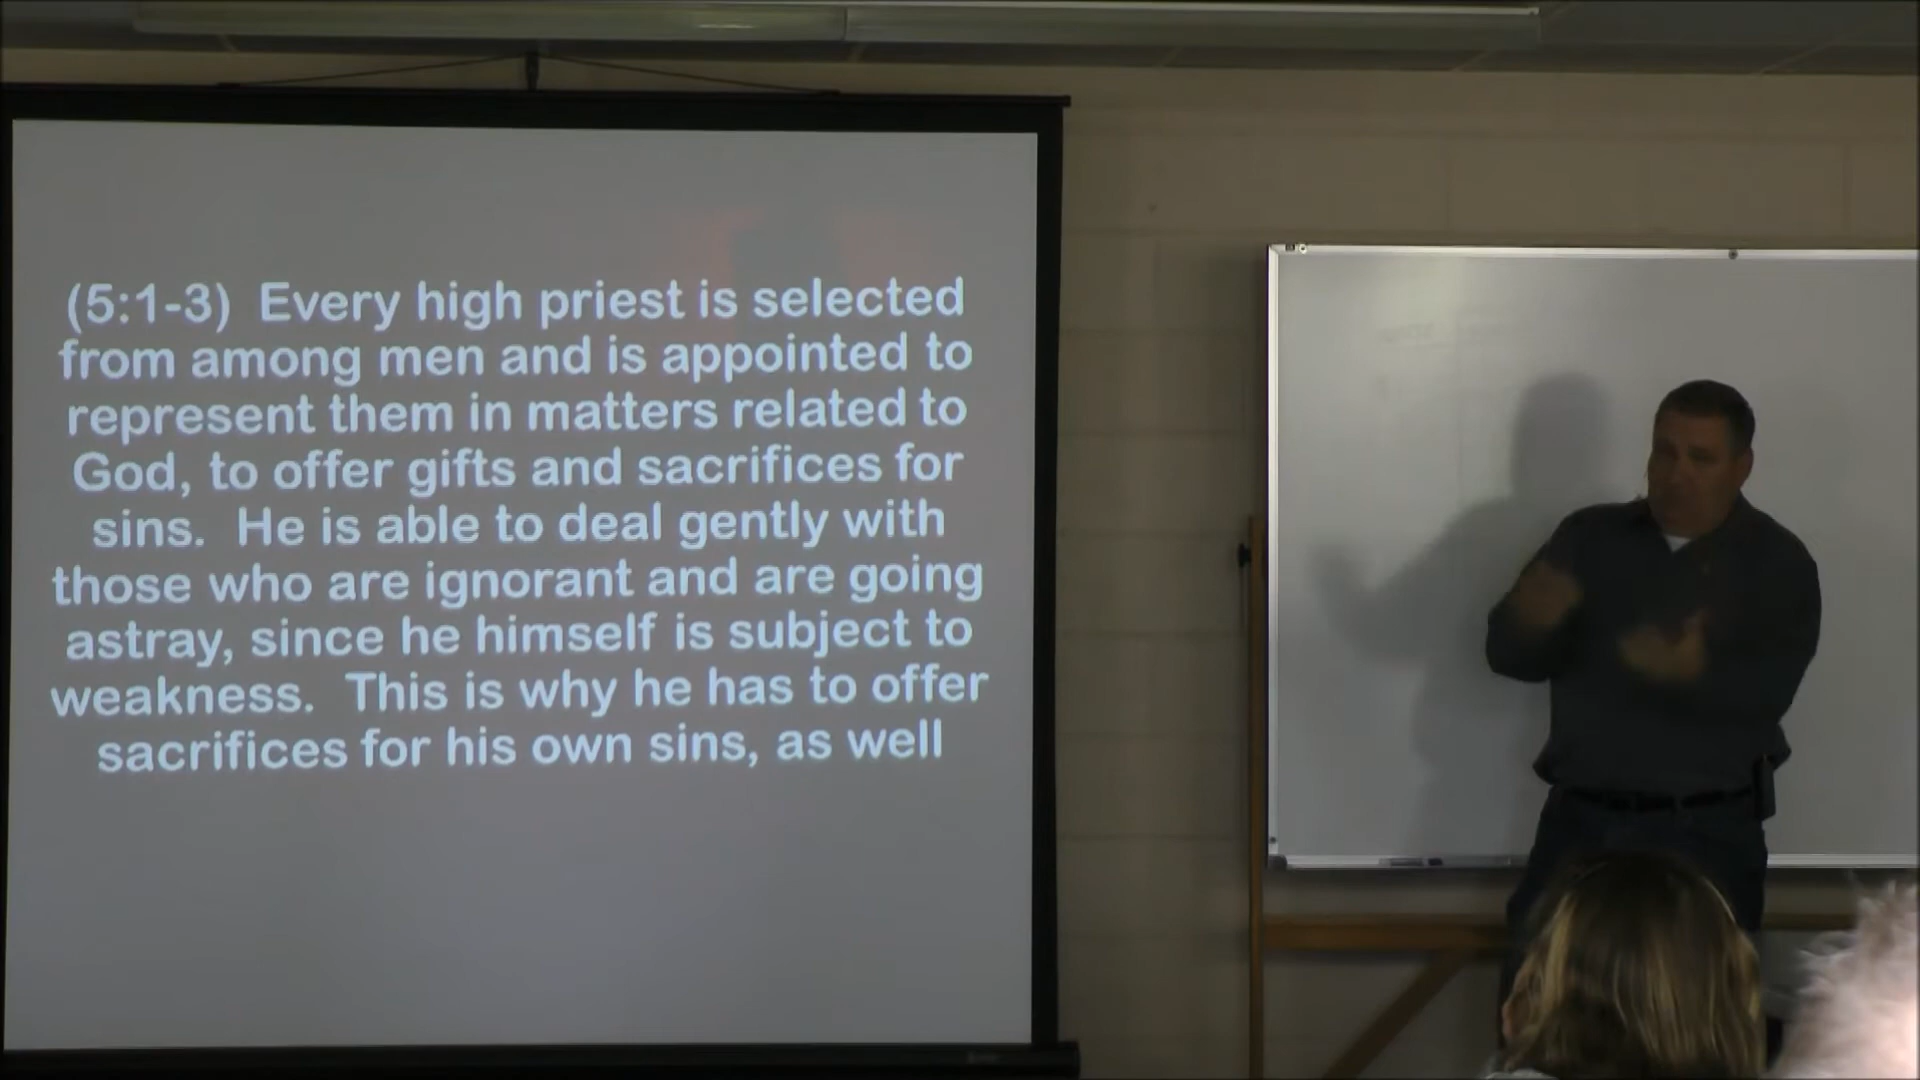 (5:1-3)  Every high priest is selected
from among men and is appointed to
represent them in matters related to
God, to offer gifts and sacrifices for
sins.  He is able to deal gently with
those who are ignorant and are going
astray, since he himself is subject to
weakness.  This is why he has to offer
sacrifices for his own sins, as well